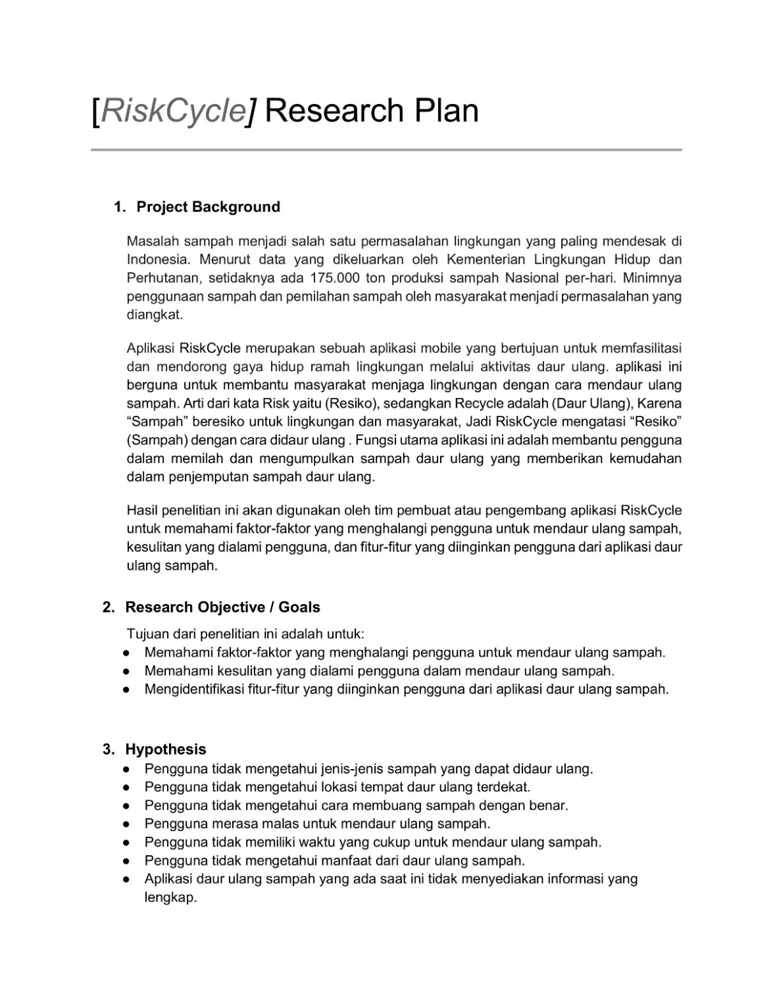 [RiskCycle] Research Plan
1. Project Background
Masalah sampah menjadi salah satu permasalahan lingkungan yang paling mendesak di
Indonesia. Menurut data yang dikeluarkan oleh Kementerian Lingkungan Hidup dan
Perhutanan, setidaknya ada 175.000 ton produksi sampah Nasional per-hari. Minimnya
penggunaan sampah dan pemilahan sampah oleh masyarakat menjadi permasalahan yang
diangkat.
Aplikasi RiskCycle merupakan sebuah aplikasi mobile yang bertujuan untuk memfasilitasi
dan mendorong gaya hidup ramah lingkungan melalui aktivitas daur ulang. aplikasi ini
berguna untuk membantu masyarakat menjaga lingkungan dengan cara mendaur ulang
sampah. Arti dari kata Risk yaitu (Resiko), sedangkan Recycle adalah (Daur Ulang), Karena
“Sampah” beresiko untuk lingkungan dan masyarakat, Jadi RiskCycle mengatasi “Resiko”
(Sampah) dengan cara didaur ulang . Fungsi utama aplikasi ini adalah membantu pengguna
dalam memilah dan mengumpulkan sampah daur ulang yang memberikan kemudahan
dalam penjemputan sampah daur ulang.
Hasil penelitian ini akan digunakan oleh tim pembuat atau pengembang aplikasi RiskCycle
untuk memahami faktor-faktor yang menghalangi pengguna untuk mendaur ulang sampah,
kesulitan yang dialami pengguna, dan fitur-fitur yang diinginkan pengguna dari aplikasi daur
ulang sampah.
2. Research Objective / Goals
Tujuan dari penelitian ini adalah untuk:
● Memahami faktor-faktor yang menghalangi pengguna untuk mendaur ulang sampah.
● Memahami kesulitan yang dialami pengguna dalam mendaur ulang sampah.
● Mengidentifikasi fitur-fitur yang diinginkan pengguna dari aplikasi daur ulang sampah.
3. Hypothesis
● Pengguna tidak mengetahui jenis-jenis sampah yang dapat didaur ulang.
● Pengguna tidak mengetahui lokasi tempat daur ulang terdekat.
● Pengguna tidak mengetahui cara membuang sampah dengan benar.
● Pengguna merasa malas untuk mendaur ulang sampah.
● Pengguna tidak memiliki waktu yang cukup untuk mendaur ulang sampah.
● Pengguna tidak mengetahui manfaat dari daur ulang sampah.
● Aplikasi daur ulang sampah yang ada saat ini tidak menyediakan informasi yang
lengkap.